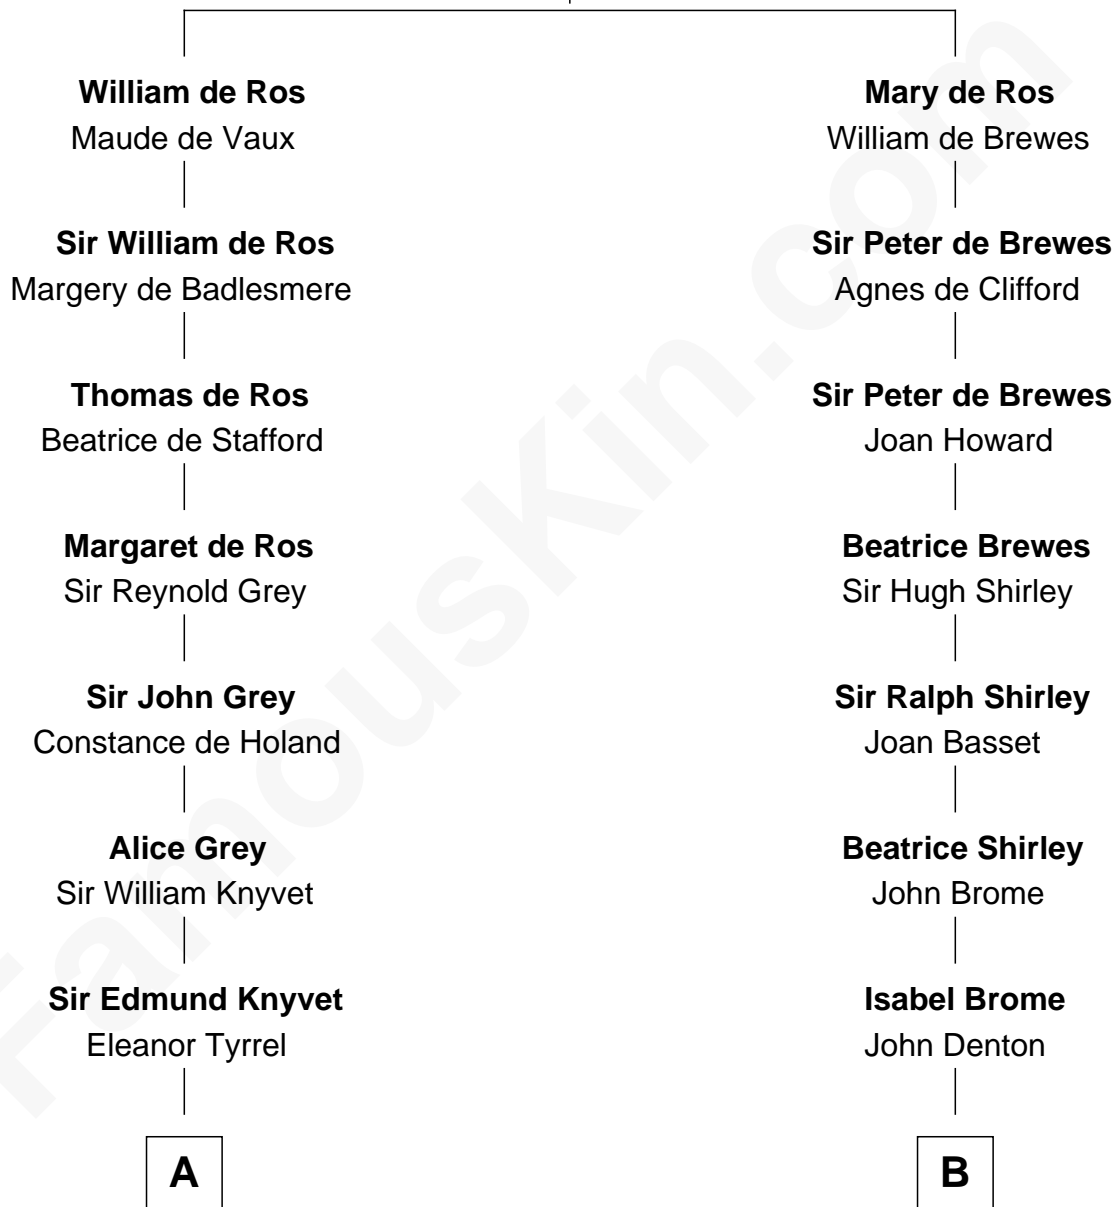 William de Ros
Maude de Vaux
Mary de Ros
William de Brewes
Sir William de Ros
Margery de Badlesmere
Sir Peter de Brewes
Agnes de Clifford
Thomas de Ros
Beatrice de Stafford
Sir Peter de Brewes
Joan Howard
Margaret de Ros
Sir Reynold Grey
Beatrice Brewes
Sir Hugh Shirley
Sir John Grey
Constance de Holand
Sir Ralph Shirley
Joan Basset
Alice Grey
Sir William Knyvet
Beatrice Shirley
John Brome
Sir Edmund Knyvet
Eleanor Tyrrel
Isabel Brome
John Denton
A
B
FamousKin.com